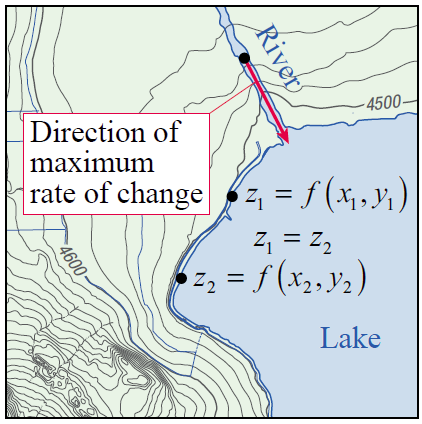 River
4500
Direction of
maximum
rate of change
z₁ = f (x₁, y₁)
z₁ = z₂
4600
z₂ = f (x₂, y₂)
Lake